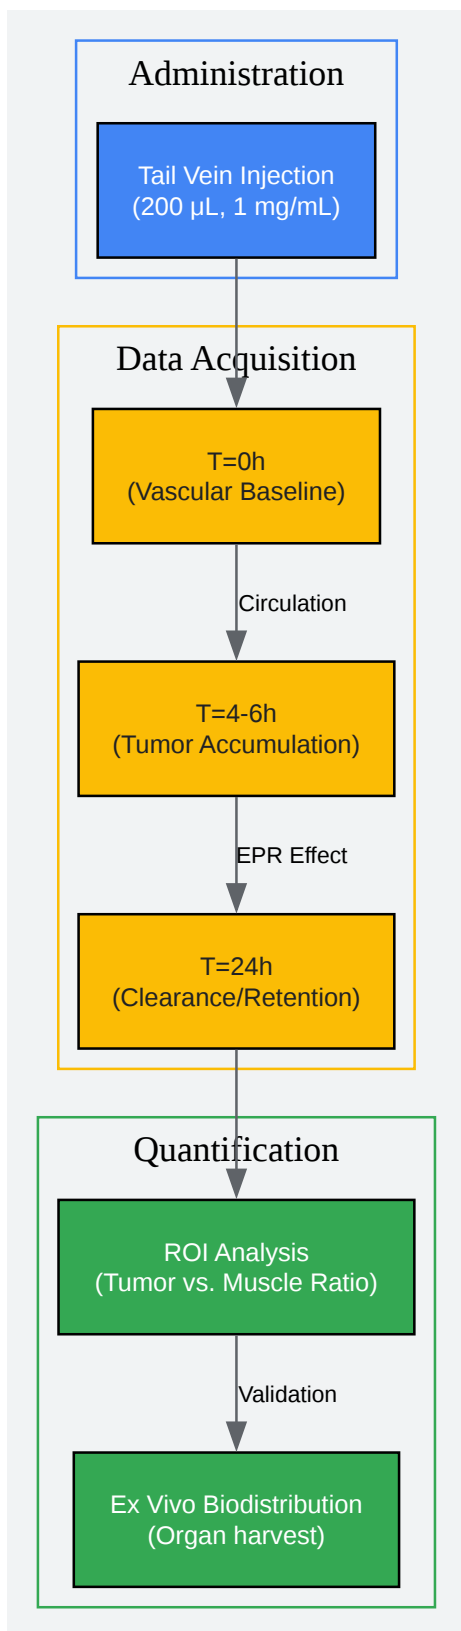 Administration
Tail Vein Injection
(200 µL, 1 mg/mL)
Data Acquisition
T=0h
(Vascular Baseline)
Circulation
T=4-6h
(Tumor Accumulation)
EPR Effect
T=24h
(Clearance/Retention)
Quantification
ROI Analysis
(Tumor vs. Muscle Ratio)
Validation
Ex Vivo Biodistribution
(Organ harvest)